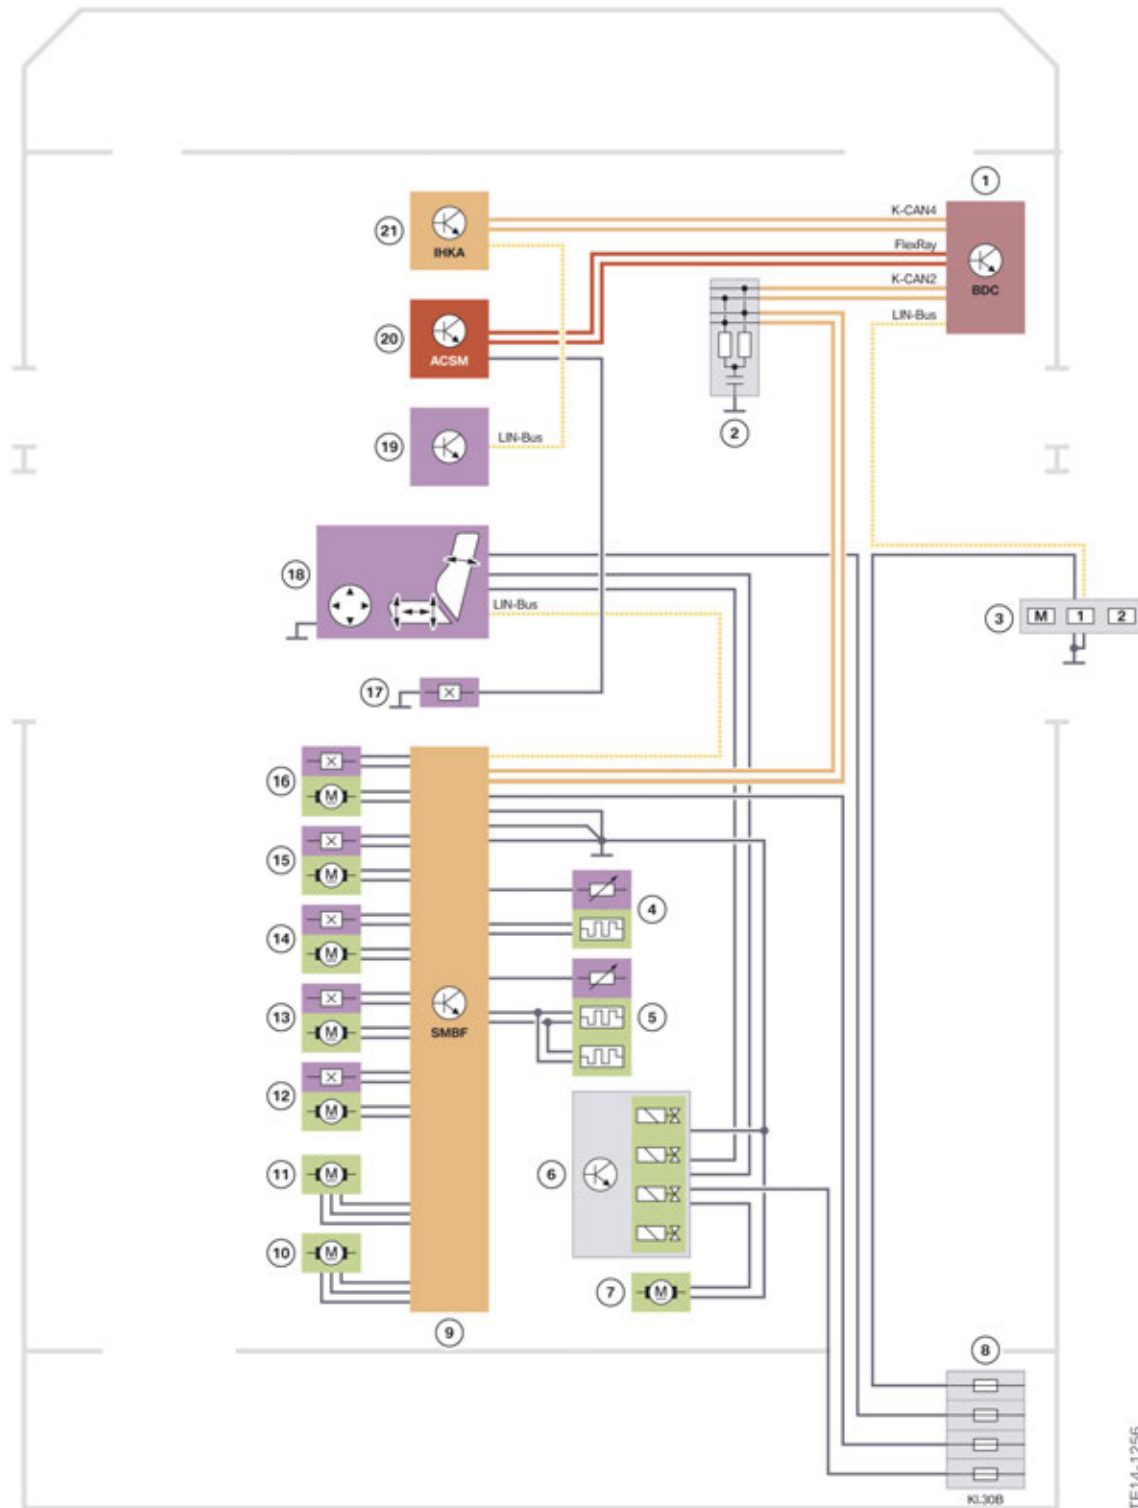 1
K-CAN4
21
IHKA
FlexRay
BDC
K-CAN2
20
ACSM
LIN-Bus
2
19
LIN-Bus
18
LIN-Bus
3
M
1
2
17
16
M
15
M
4
14
M
13
M
SMBF
5
12
M
11
M
6
10
M
7
M
9
8
KI.30B
TE14-1256